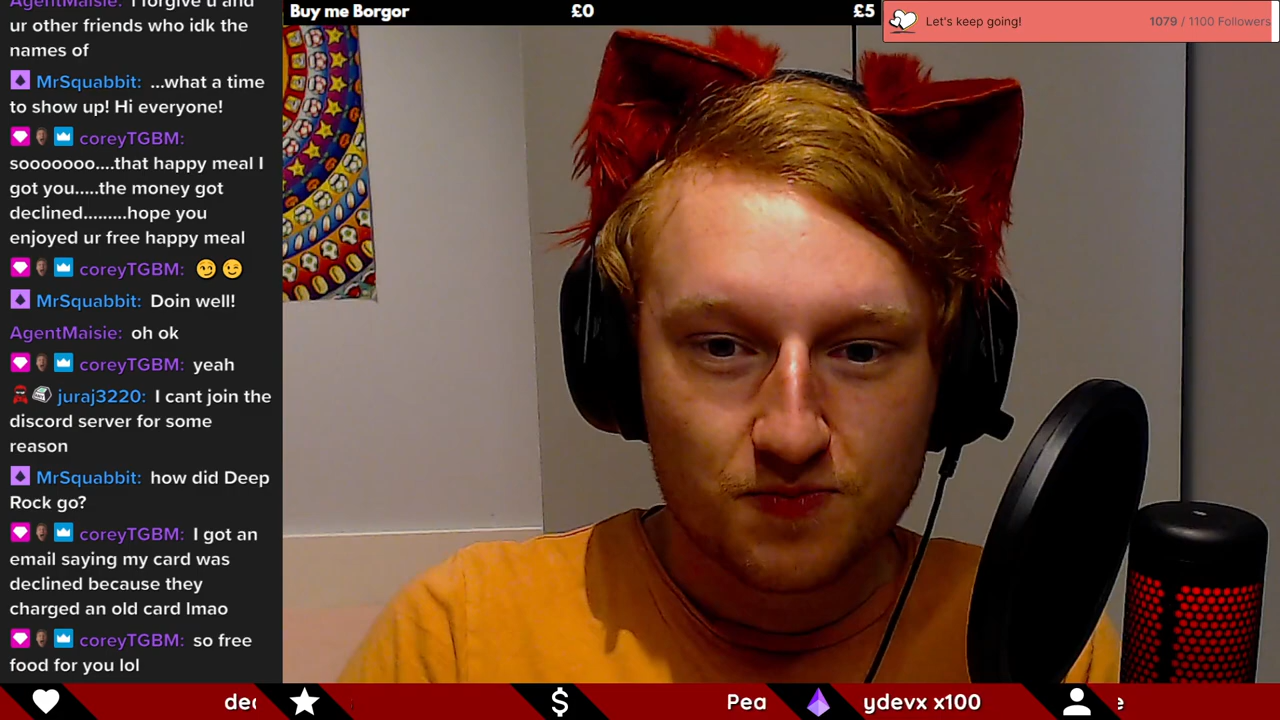 AgentMaisie: I forgive u and
ur other friends who idk the
names of
MrSquabbit: ...what a time
to show up! Hi everyone!
coreyTGBM:
sooooooo....that happy meal I
got you.....the money got
declined.........hope you
enjoyed ur free happy meal
coreyTGBM: 😏 😉
MrSquabbit: Doin well!
AgentMaisie: oh ok
coreyTGBM: yeah
juraj3220: I cant join the
discord server for some
reason
MrSquabbit: how did Deep
Rock go?
coreyTGBM: I got an
email saying my card was
declined because they
charged an old card lmao
coreyTGBM: so free
food for you lol
Buy me Borgor £0 £5
Let's keep going! 1079 / 1100 Followers
Pea ydevx x100